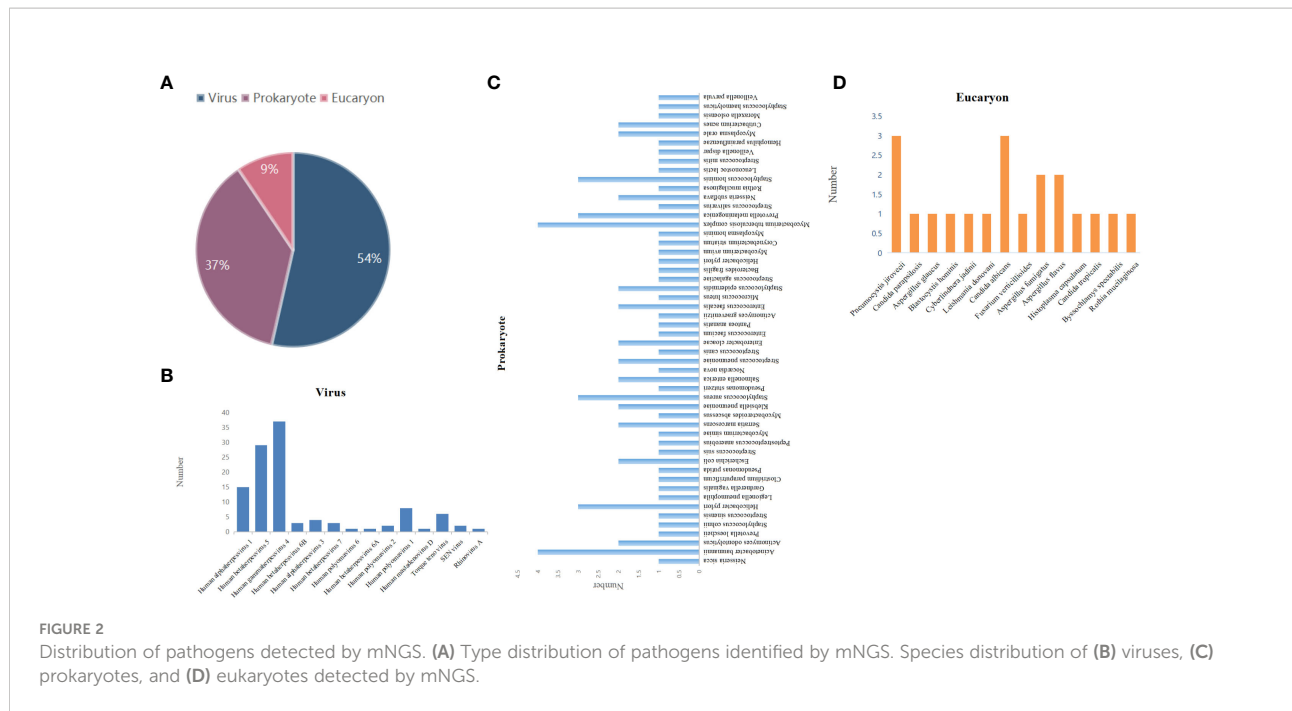 A
Virus Prokaryote Eucaryon
54%
37%
9%
B
Virus
Number
40
35
30
25
20
15
10
5
0
Human alphaherpesvirus 1
Human betaherpesvirus 5
Human gammaherpesvirus 4
Human betaherpesvirus 6B
Human alphaherpesvirus 3
Human betaherpesvirus 7
Human polyomavirus 6
Human betaherpesvirus 6A
Human polyomavirus 2
Human polyomavirus 1
Human mastadenovirus D
Torque teno virus
SEN virus
Rhinovirus A
C
Prokaryote
Veillonella parvula
Staphylococcus haemolyticus
Moraxella osloensis
Cutibacterium acnes
Mycoplasma orale
Hemophilus parainfluenzae
Veillonella dispar
Streptococcus mitis
Leuconostoc lactis
Staphylococcus hominis
Rothia mucilaginosa
Neisseria subflava
Streptococcus salivarius
Prevotella melaninogenica
Mycobacterium tuberculosis complex
Mycoplasma hominis
Corynebacterium striatum
Mycobacterium avium
Helicobacter pylori
Bacteroides fragilis
Streptococcus agalactiae
Staphylococcus epidermidis
Micrococcus luteus
Enterococcus faecalis
Actinomyces graevenitzii
Pantoea ananatis
Enterococcus faecium
Enterobacter cloacae
Streptococcus canis
Streptococcus pneumoniae
Nocardia nova
Salmonella enterica
Pseudomonas stutzeri
Staphylococcus aureus
Klebsiella pneumoniae
Mycobacteroides abscessus
Serratia marcescens
Mycobacterium simiae
Peptostreptococcus anaerobius
Streptococcus suis
Escherichia coli
Pseudomonas putida
Clostridium paraputrificum
Gardnerella vaginalis
Legionella pneumophila
Helicobacter pylori
Streptococcus sinensis
Staphylococcus cohnii
Prevotella loescheii
Actinomyces odontolyticus
Acinetobacter baumannii
Neisseria sicca
4.5
4
3.5
3
2.5
2
1.5
1
0.5
0
Number
D
Eucaryon
Number
3.5
3
2.5
2
1.5
1
0.5
0
Pneumocystis jirovecii
Candida parapsilosis
Aspergillus glaucus
Blastocystis hominis
Cyberlindnera jadinii
Leishmania donovani
Candida albicans
Fusarium verticillioides
Aspergillus fumigatus
Aspergillus flavus
Histoplasma capsulatum
Candida tropicalis
Byssochlamys spectabilis
Rothia mucilaginosa
FIGURE 2
Distribution of pathogens detected by mNGS. (A) Type distribution of pathogens identified by mNGS. Species distribution of (B) viruses, (C)
prokaryotes, and (D) eukaryotes detected by mNGS.